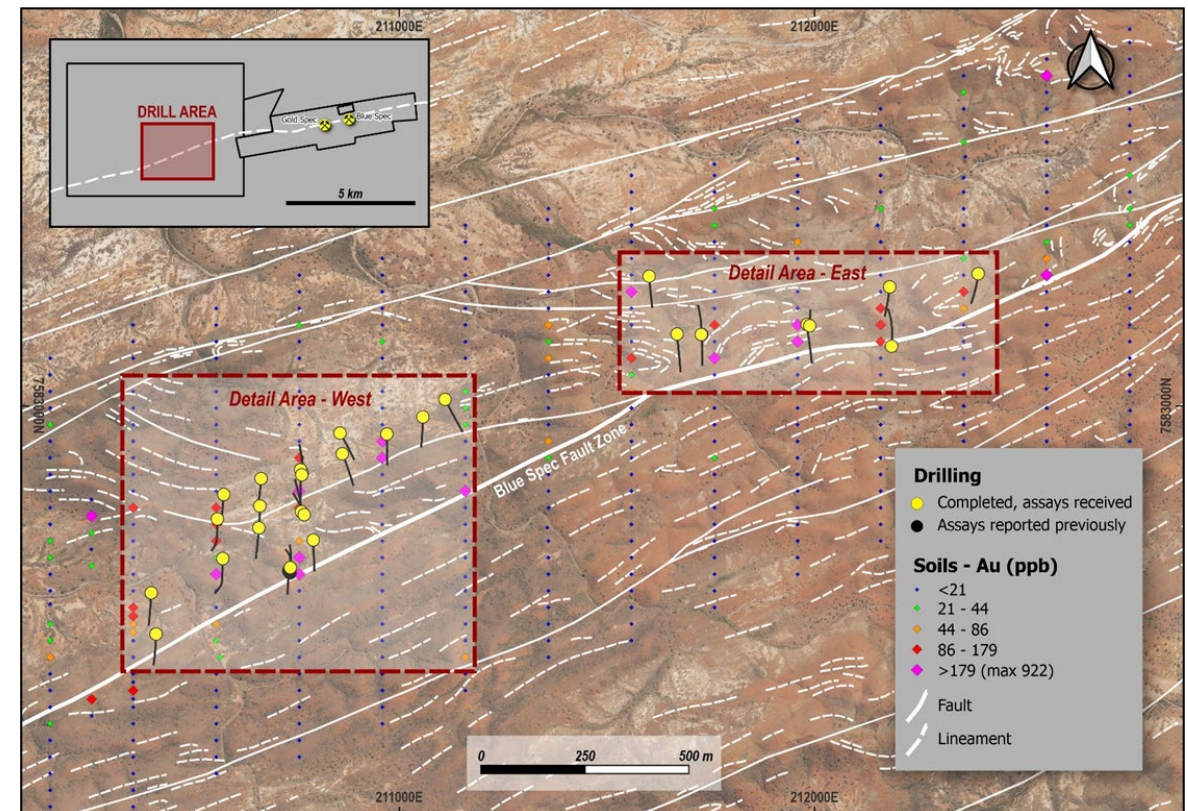 211000E
212000E
DRILL AREA
Gold Spec
Blue Spec
5 km
Detail Area - East
7583000N
7583000N
Detail Area - West
Blue Spec Fault Zone
Drilling
Completed, assays received
Assays reported previously
Soils - Au (ppb)
<21
21 - 44
44 - 86
86 - 179
>179 (max 922)
Fault
Lineament
0 250 500 m
211000E
212000E